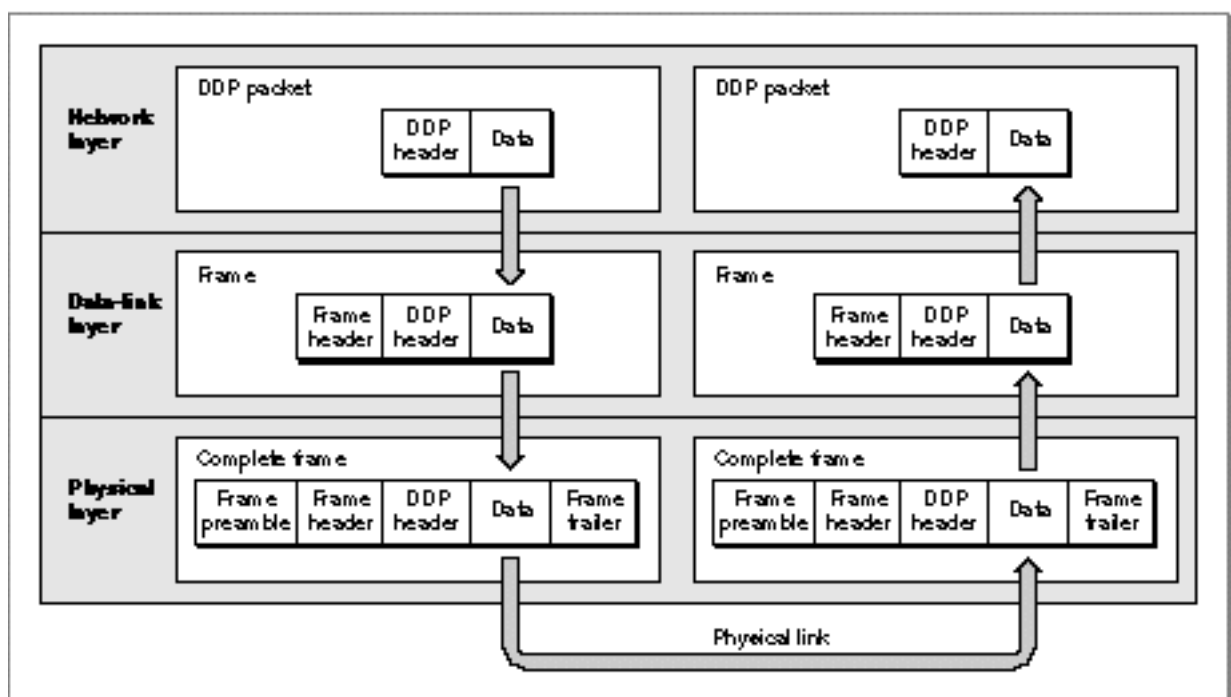 Network
layer
DDP packet
DDP
header
Data
DDP packet
DDP
header
Data
Data-link
layer
Frame
Frame
header
DDP
header
Data
Frame
Frame
header
DDP
header
Data
Physical
layer
Complete frame
Frame
preamble
Frame
header
DDP
header
Data
Frame
trailer
Complete frame
Frame
preamble
Frame
header
DDP
header
Data
Frame
trailer
Physical link